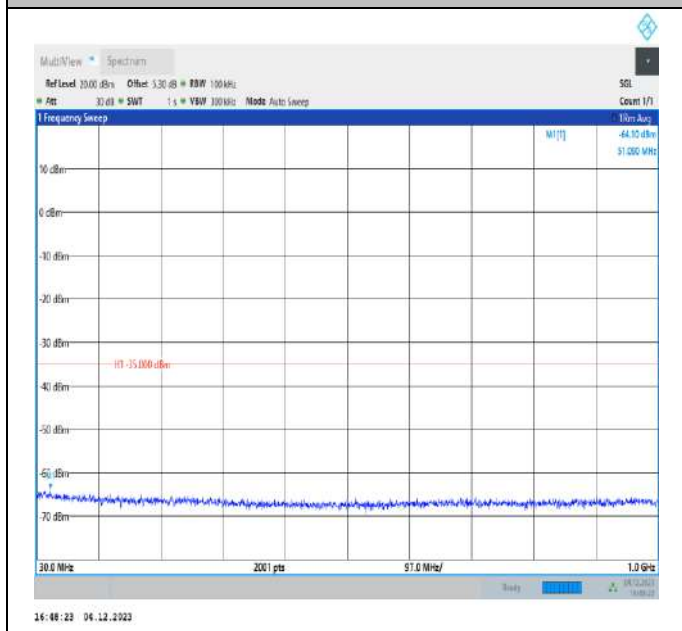 MultiView Spectrum
Ref Level 20.00 dBm Offset 5.30 dB RBW 100 kHz SGL
Att 30 dB SWT 1 s VBW 300 kHz Mode Auto Sweep Count 1/1
1 Frequency Sweep 1Rm Avg
M1[1] -64.10 dBm
MHz
10 dBm
0 dBm
-10 dBm
-20 dBm
-30 dBm
H1 -35.000 dBm
-40 dBm
-50 dBm
-60 dBm
-70 dBm
30.0 MHz 2001 pts 97.0 MHz/ 1.0 GHz
Ready
16:48:23 04.12.2023